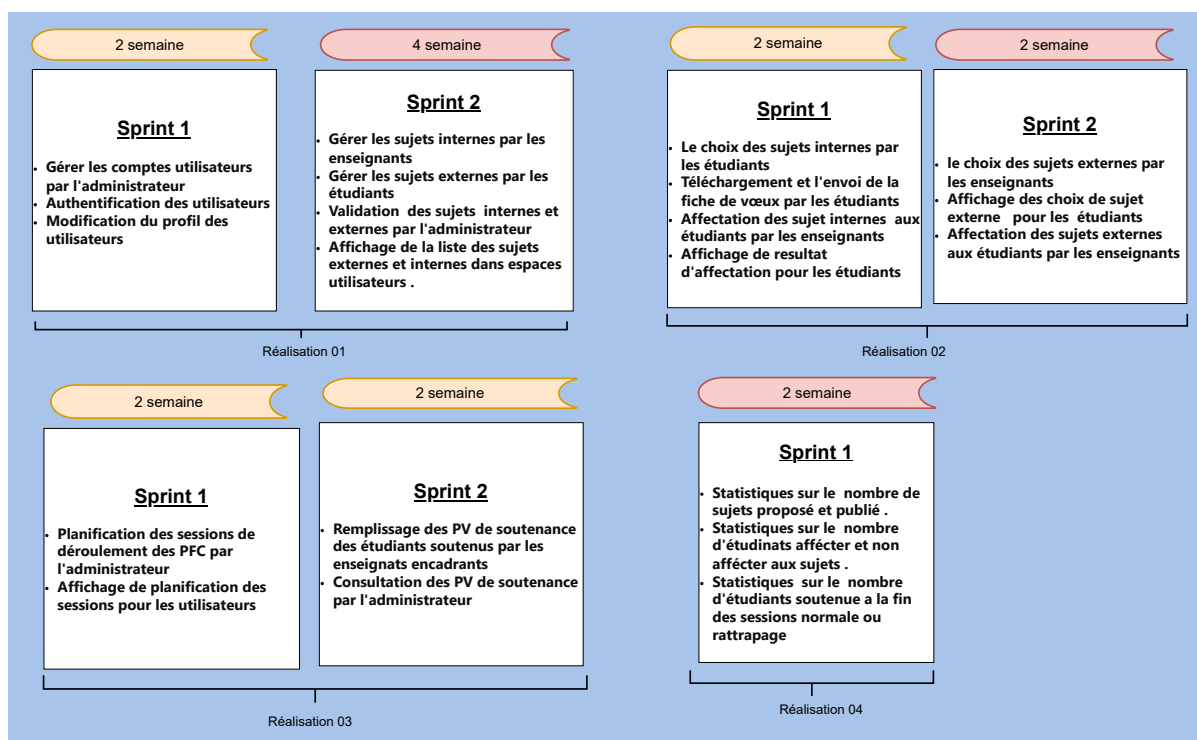 2 semaine
Sprint 1
• Gérer les comptes utilisateurs
par l'administrateur
• Authentification des utilisateurs
• Modification du profil des
utilisateurs
4 semaine
Sprint 2
• Gérer les sujets internes par les
enseignants
• Gérer les sujets externes par les
étudiants
• Validation des sujets internes et
externes par l'administrateur
• Affichage de la liste des sujets
externes et internes dans espaces
utilisateurs .
Réalisation 01
2 semaine
Sprint 1
• Le choix des sujets internes par
les étudiants
• Téléchargement et l'envoi de la
fiche de vœux par les étudiants
• Affectation des sujet internes aux
étudiants par les enseignants
• Affichage de resultat
d'affectation pour les étudiants
2 semaine
Sprint 2
• le choix des sujets externes par
les enseignants
• Affichage des choix de sujet
externe pour les étudiants
• Affectation des sujets externes
aux étudiants par les enseignants
Réalisation 02
2 semaine
Sprint 1
• Planification des sessions de
déroulement des PFC par
l'administrateur
• Affichage de planification des
sessions pour les utilisateurs
2 semaine
Sprint 2
• Remplissage des PV de soutenance
des étudiants soutenus par les
enseignats encadrants
• Consultation des PV de soutenance
par l'administrateur
Réalisation 03
2 semaine
Sprint 1
• Statistiques sur le nombre de
sujets proposé et publié .
• Statistiques sur le nombre
d'étudinats affécter et non
affécter aux sujets .
• Statistiques sur le nombre
d'étudiants soutenue a la fin
des sessions normale ou
rattrapage
Réalisation 04